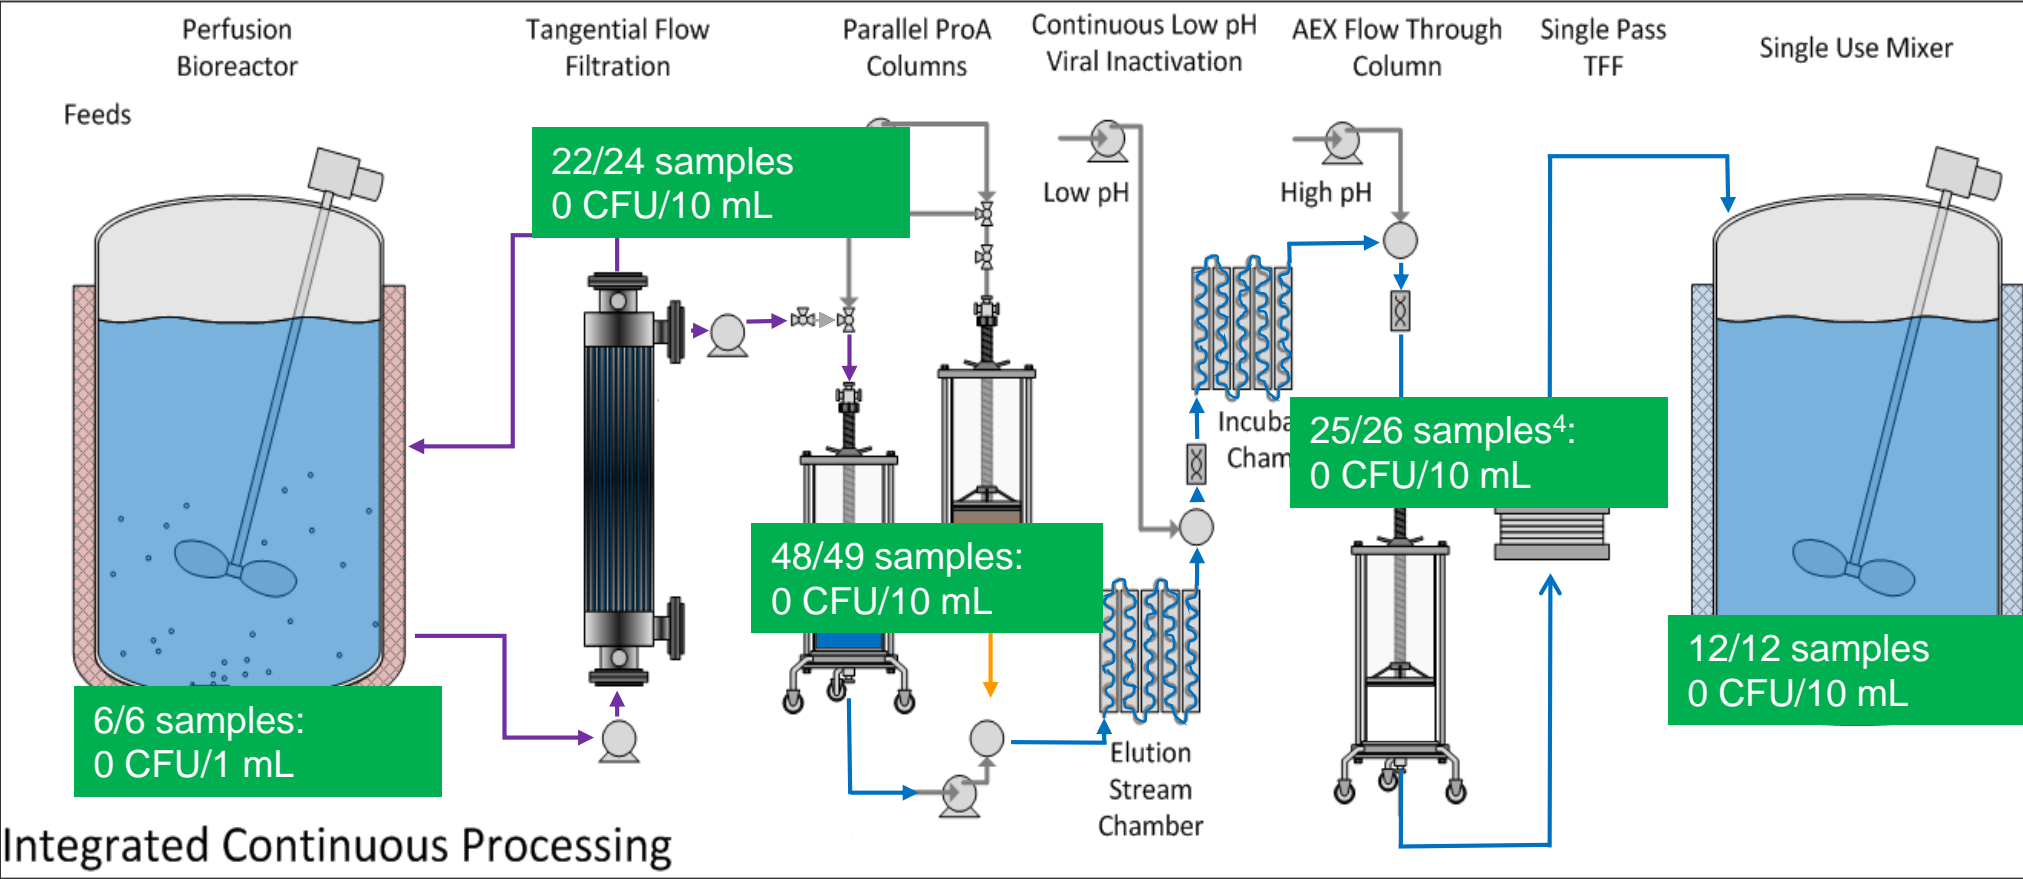 Perfusion
Bioreactor
Tangential Flow
Filtration
Parallel ProA
Columns
Continuous Low pH
Viral Inactivation
AEX Flow Through
Column
Single Pass
TFF
Single Use Mixer
Feeds
22/24 samples
0 CFU/10 mL
Low pH
High pH
Incuba
Cham
25/26 samples⁴:
0 CFU/10 mL
48/49 samples:
0 CFU/10 mL
12/12 samples
0 CFU/10 mL
6/6 samples:
0 CFU/1 mL
Elution
Stream
Chamber
Integrated Continuous Processing